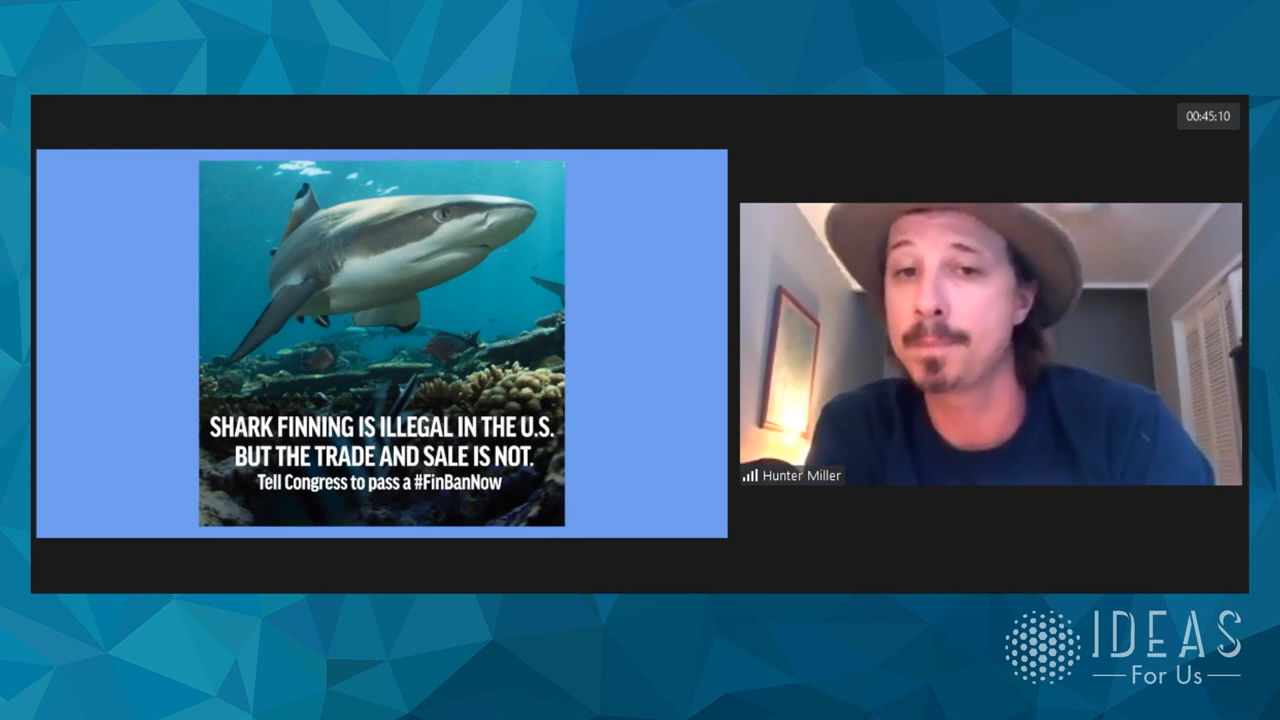 00:45:10
SHARK FINNING IS ILLEGAL IN THE U.S.
BUT THE TRADE AND SALE IS NOT.
Tell Congress to pass a #FinBanNow
Hunter Miller
IDEAS
For Us